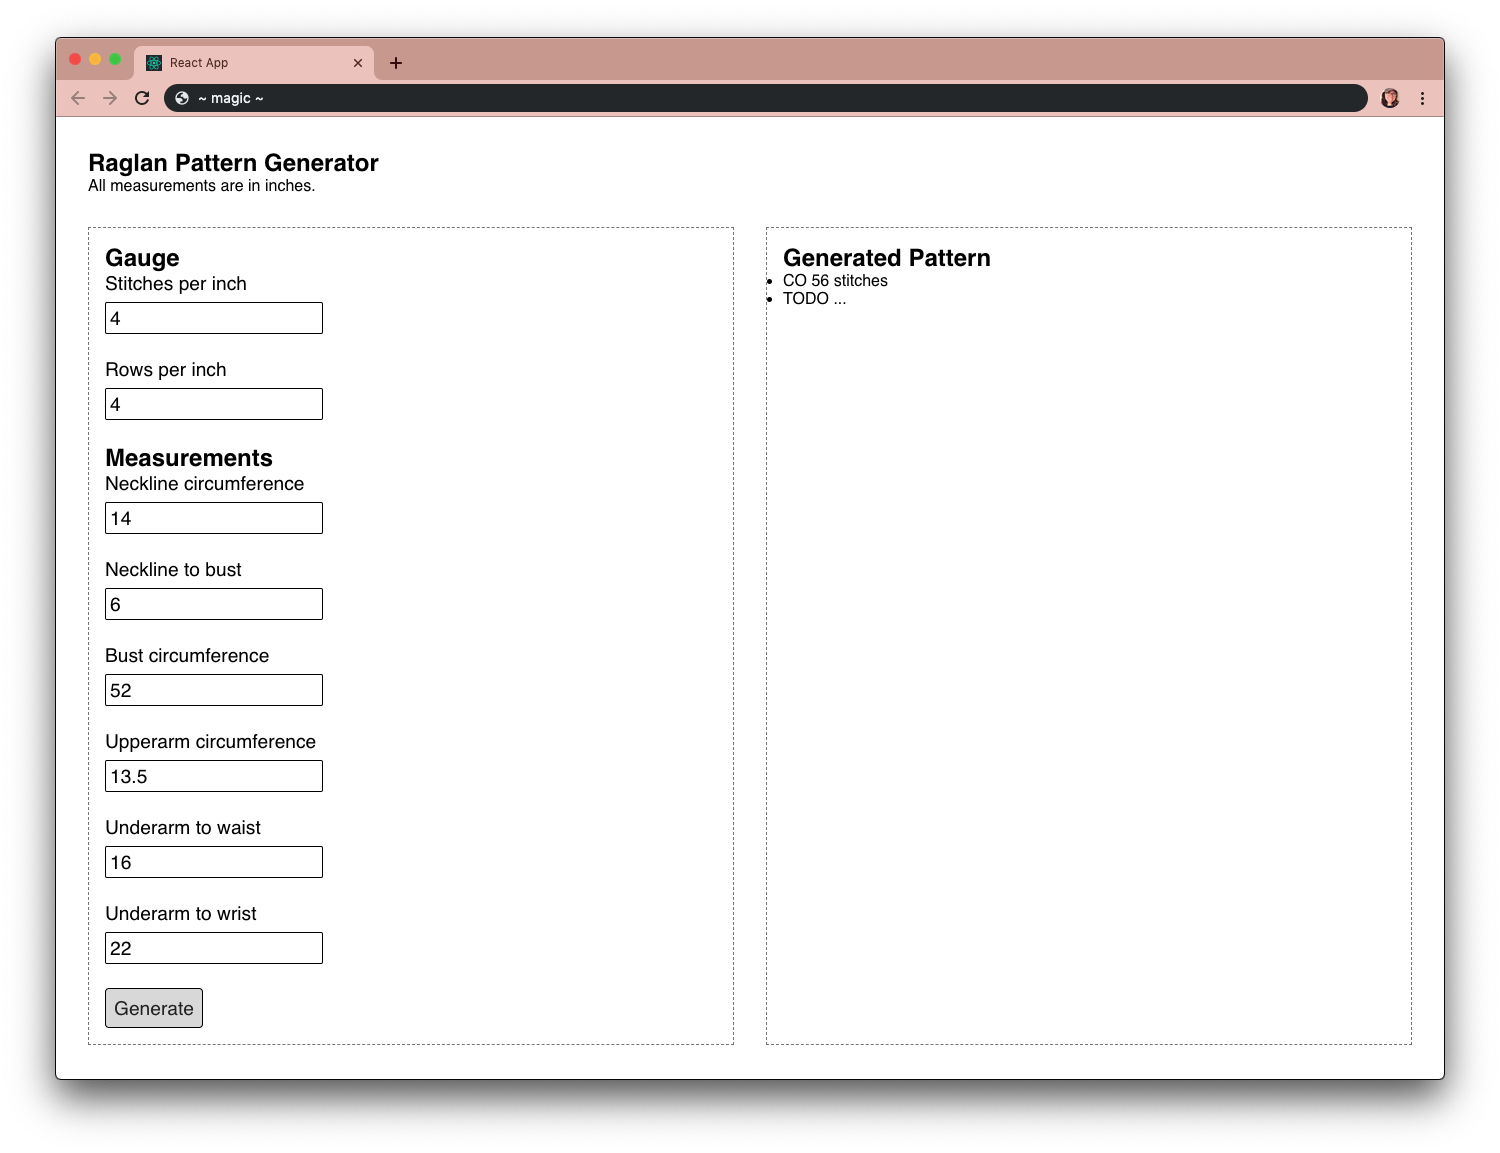 React App
~ magic ~
Raglan Pattern Generator
All measurements are in inches.
Gauge
Stitches per inch
4
Rows per inch
4
Measurements
Neckline circumference
14
Neckline to bust
6
Bust circumference
52
Upperarm circumference
13.5
Underarm to waist
16
Underarm to wrist
22
Generate
Generated Pattern
CO 56 stitches
TODO ...